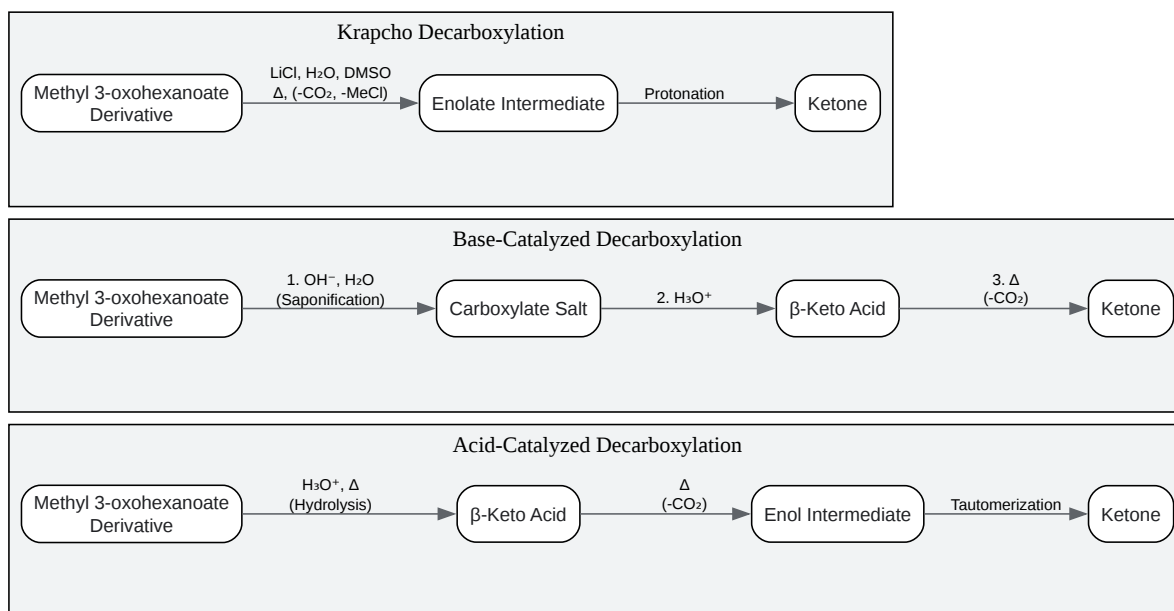 Krapcho Decarboxylation
Methyl 3-oxohexanoate
Derivative
LiCl, H₂O, DMSO
Δ, (-CO₂, -MeCl)
Enolate Intermediate
Protonation
Ketone
Base-Catalyzed Decarboxylation
Methyl 3-oxohexanoate
Derivative
1. OH⁻, H₂O
(Saponification)
Carboxylate Salt
2. H₃O⁺
β-Keto Acid
3. Δ
(-CO₂)
Ketone
Acid-Catalyzed Decarboxylation
Methyl 3-oxohexanoate
Derivative
H₃O⁺, Δ
(Hydrolysis)
β-Keto Acid
Δ
(-CO₂)
Enol Intermediate
Tautomerization
Ketone